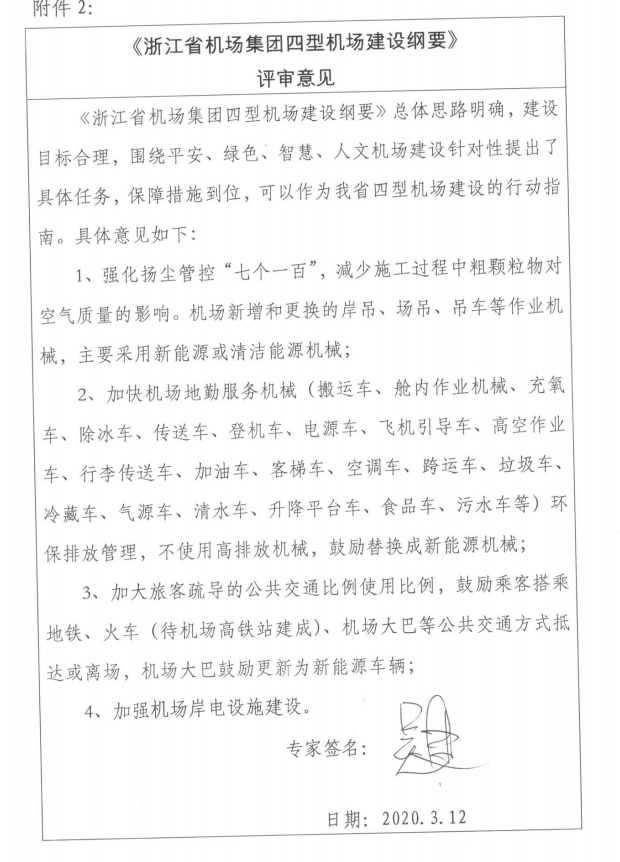 附件 2：
《浙江省机场集团四型机场建设纲要》
评审意见
《浙江省机场集团四型机场建设纲要》总体思路明确，建设
目标合理，围绕平安、绿色、智慧、人文机场建设针对性提出了
具体任务，保障措施到位，可以作为我省四型机场建设的行动指
南。具体意见如下：
1、强化扬尘管控“七个一百”，减少施工过程中粗颗粒物对
空气质量的影响。机场新增和更换的岸吊、场吊、吊车等作业机
械，主要采用新能源或清洁能源机械；
2、加快机场地勤服务机械（搬运车、舱内作业机械、充氧
车、除冰车、传送车、登机车、电源车、飞机引导车、高空作业
车、行李传送车、加油车、客梯车、空调车、跨运车、垃圾车、
冷藏车、气源车、清水车、升降平台车、食品车、污水车等）环
保排放管理，不使用高排放机械，鼓励替换成新能源机械；
3、加大旅客疏导的公共交通比例使用比例，鼓励乘客搭乘
地铁、火车（待机场高铁站建成）、机场大巴等公共交通方式抵
达或离场，机场大巴鼓励更新为新能源车辆；
4、加强机场岸电设施建设。
专家签名：
日期：2020.3.12